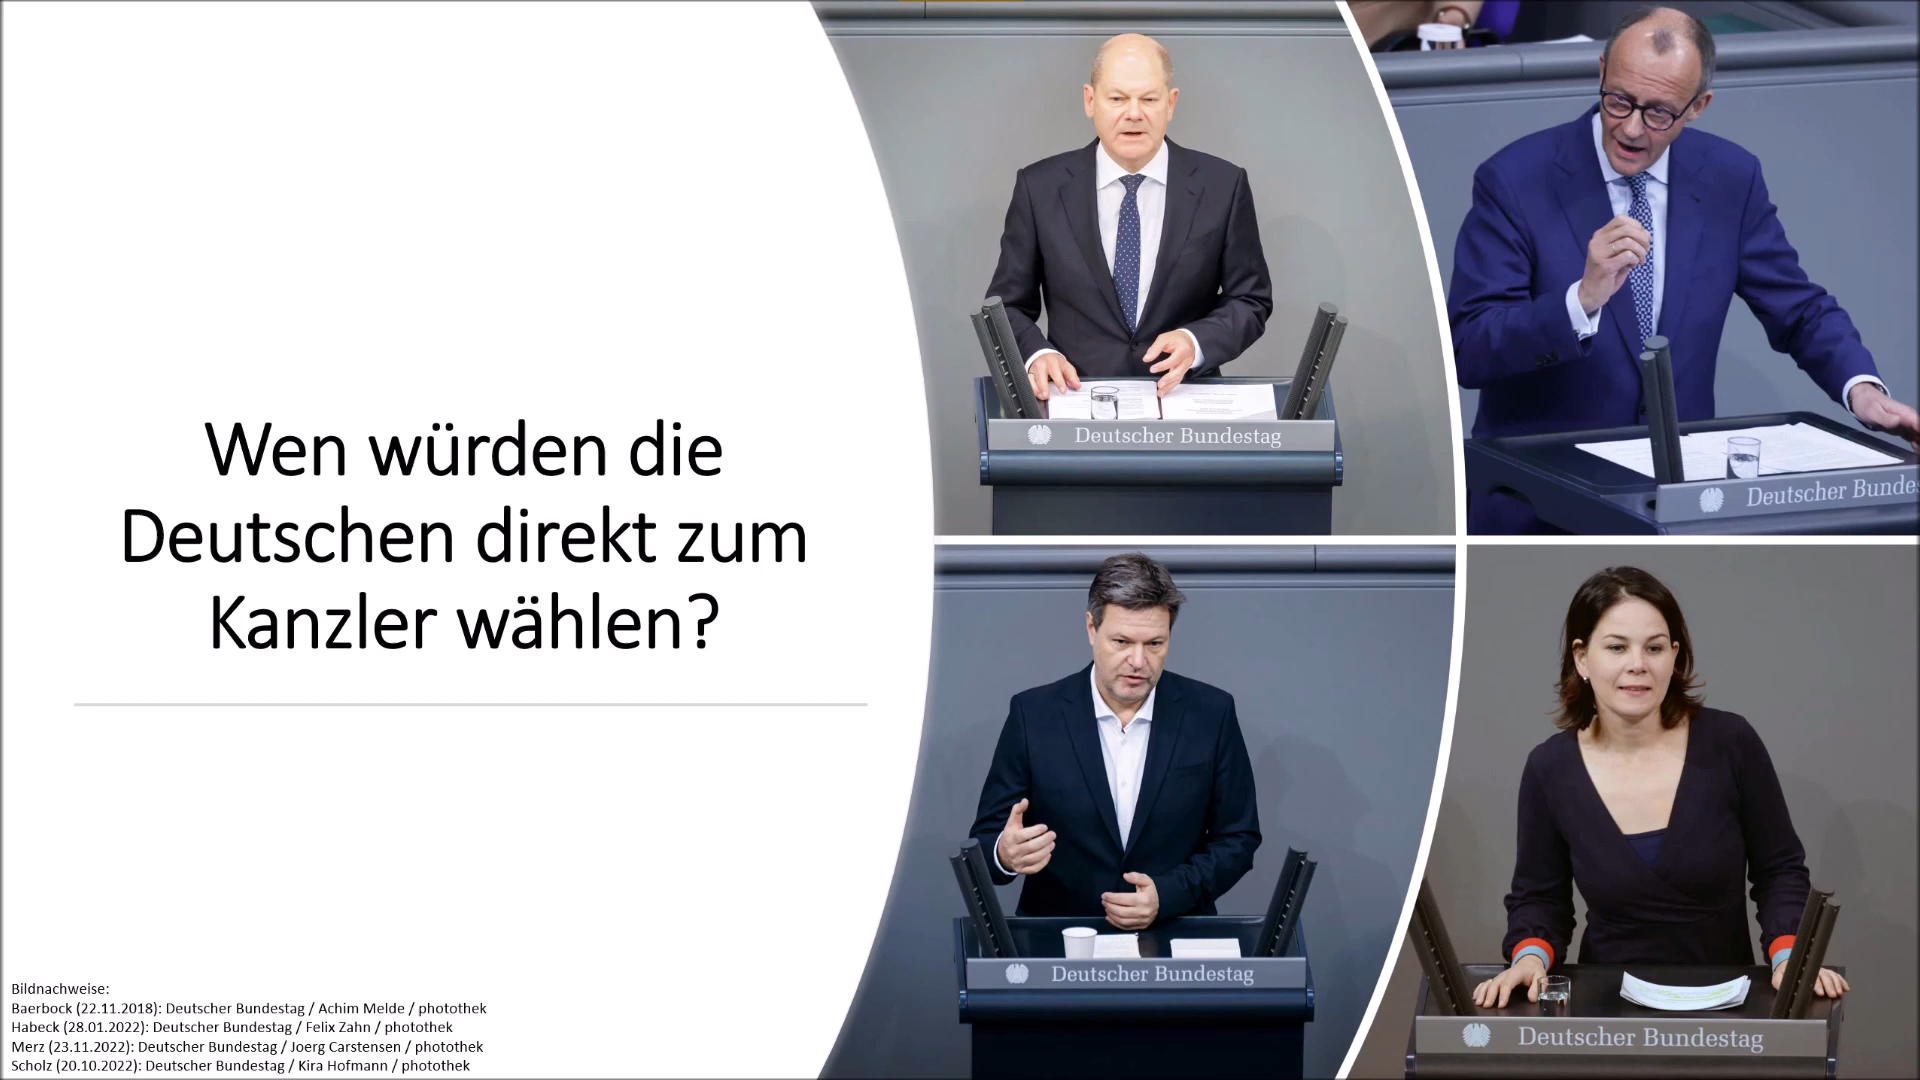 Wen würden die
Deutschen direkt zum
Kanzler wählen?
Deutscher Bundestag
Deutscher Bundes
Deutscher Bundestag
Deutscher Bundestag
Bildnachweise:
Baerbock (22.11.2018): Deutscher Bundestag / Achim Melde / photothek
Habeck (28.01.2022): Deutscher Bundestag / Felix Zahn / photothek
Merz (23.11.2022): Deutscher Bundestag / Joerg Carstensen / photothek
Scholz (20.10.2022): Deutscher Bundestag / Kira Hofmann / photothek